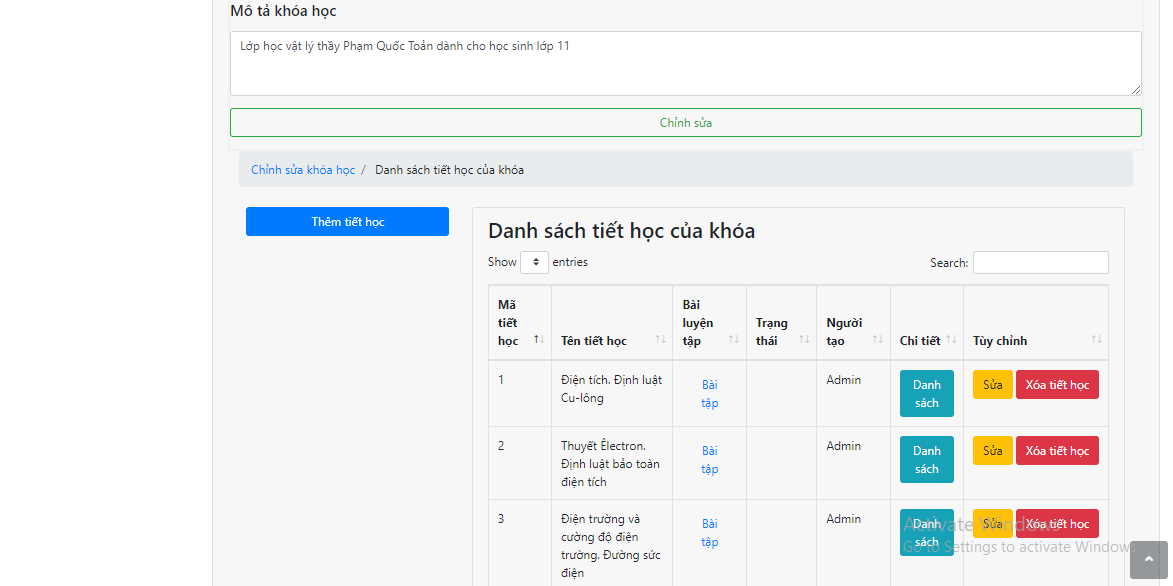 Mô tả khóa học
Lớp học vật lý thầy Phạm Quốc Toản dành cho học sinh lớp 11
Chỉnh sửa
Chỉnh sửa khóa học / Danh sách tiết học của khóa
Thêm tiết học
Danh sách tiết học của khóa
Show entries
Search:
Mã
tiết
học
Tên tiết học
Bài
luyện
tập
Trạng
thái
Người
tạo
Chi tiết
Tùy chỉnh
1
Điện tích. Định luật
Cu-lông
Bài
tập
Admin
Danh
sách
Sửa
Xóa tiết học
2
Thuyết Êlectron.
Định luật bảo toàn
điện tích
Bài
tập
Admin
Danh
sách
Sửa
Xóa tiết học
3
Điện trường và
cường độ điện
trường. Đường sức
điện
Bài
tập
Admin
Danh
sách
Sửa
Xóa tiết học
Activate Windows
Go to Settings to activate Windows.